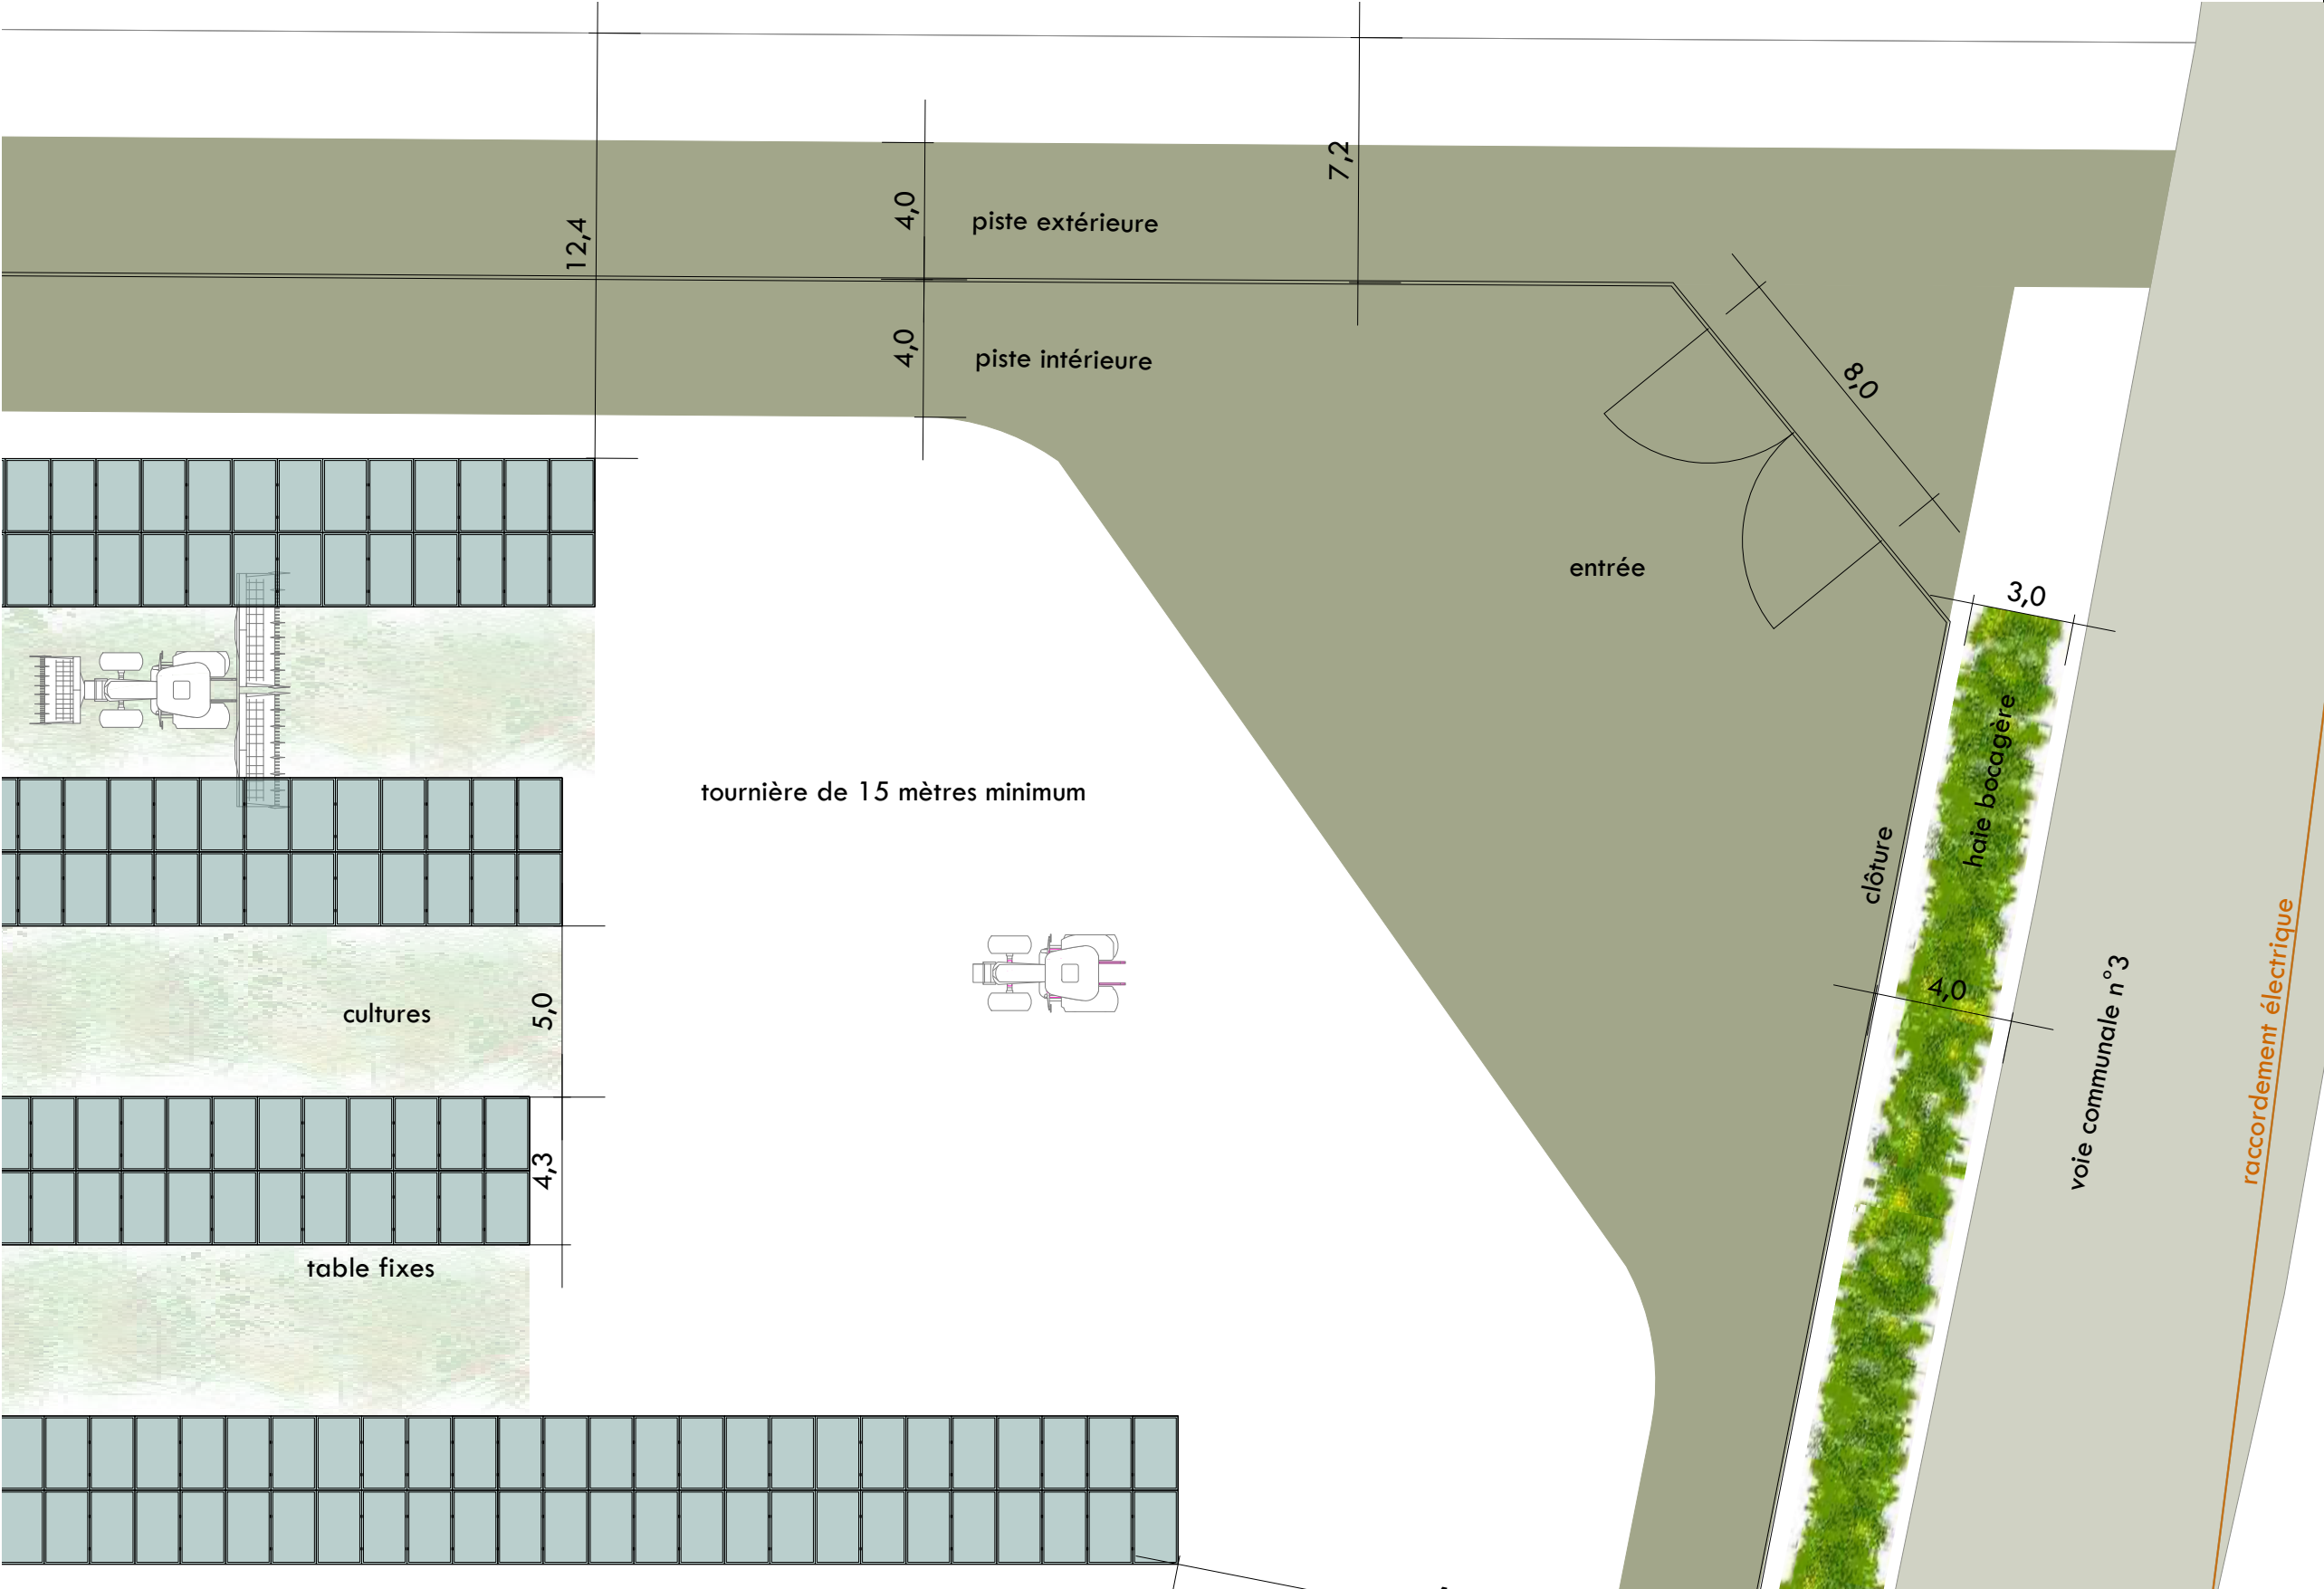 7,2
12,4
4,0
piste extérieure
4,0
piste intérieure
8,0
entrée
3,0
haie bocagère
tournière de 15 mètres minimum
clôture
4,0
voie communale n°3
raccordement électrique
cultures
5,0
4,3
table fixes